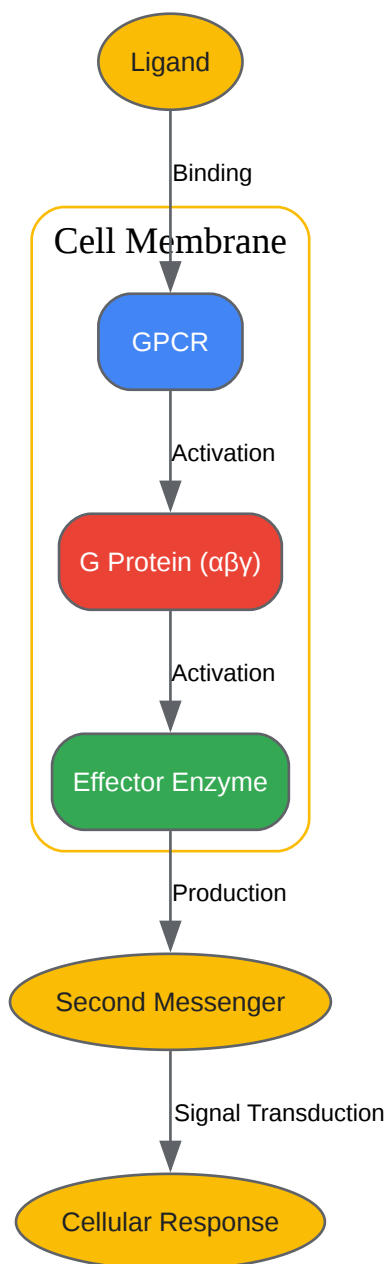 Ligand
Binding
Cell Membrane
GPCR
Activation
G Protein (αβγ)
Activation
Effector Enzyme
Production
Second Messenger
Signal Transduction
Cellular Response